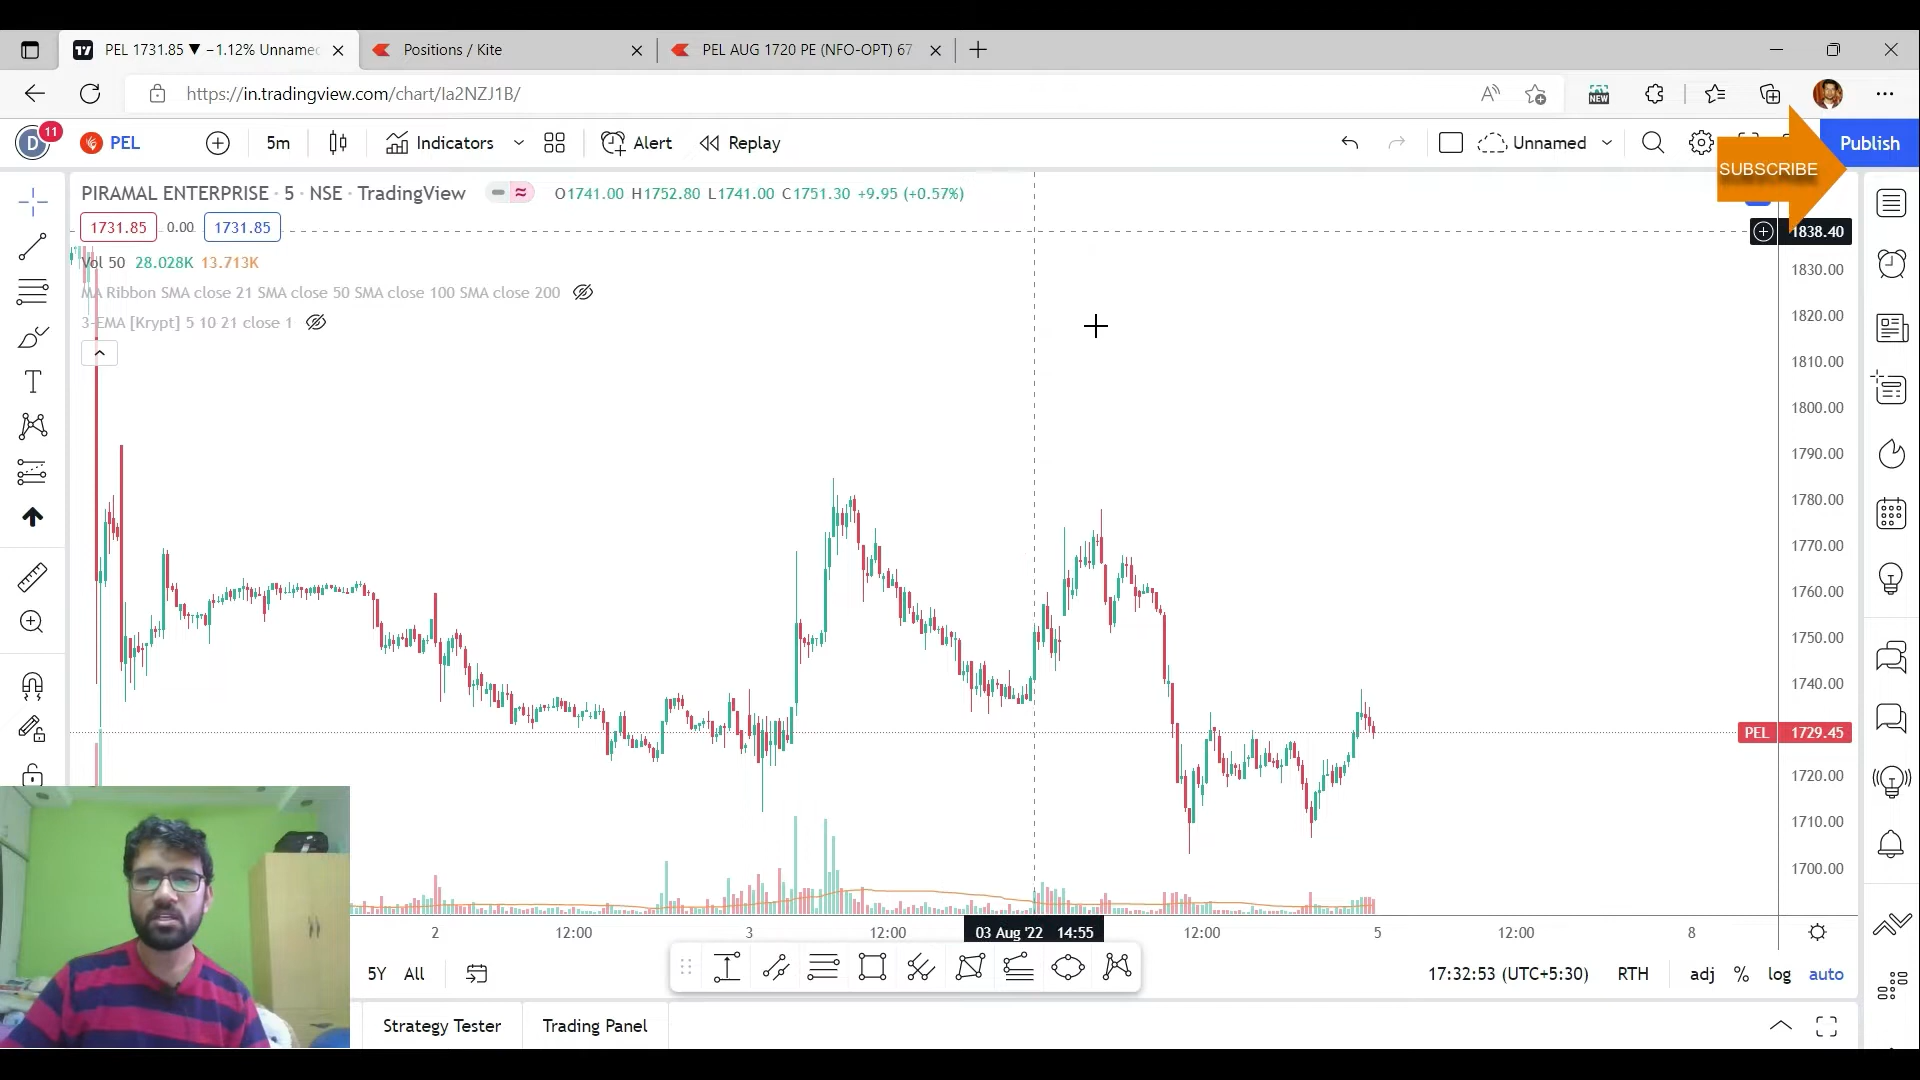 PEL 1731.85 ▼ −1.12% Unname
Positions / Kite
PEL AUG 1720 PE (NFO-OPT) 67
https://in.tradingview.com/chart/Ia2NZJ1B/
NEW
D
11
PEL
5m
Indicators
Alert
Replay
Unnamed
Publish
SUBSCRIBE
PIRAMAL ENTERPRISE · 5 · NSE · TradingView
O1741.00 H1752.80 L1741.00 C1751.30 +9.95 (+0.57%)
1731.85 0.00 1731.85
Vol 50 28.028K 13.713K
MA Ribbon SMA close 21 SMA close 50 SMA close 100 SMA close 200
3-EMA [Krypt] 5 10 21 close 1
1838.40
1830.00
1820.00
1810.00
1800.00
1790.00
1780.00
1770.00
1760.00
1750.00
1740.00
PEL 1729.45
1720.00
1710.00
1700.00
2 12:00 3 12:00 03 Aug '22 14:55 12:00 5 12:00 8
5Y All
17:32:53 (UTC+5:30) RTH adj % log auto
Strategy Tester Trading Panel